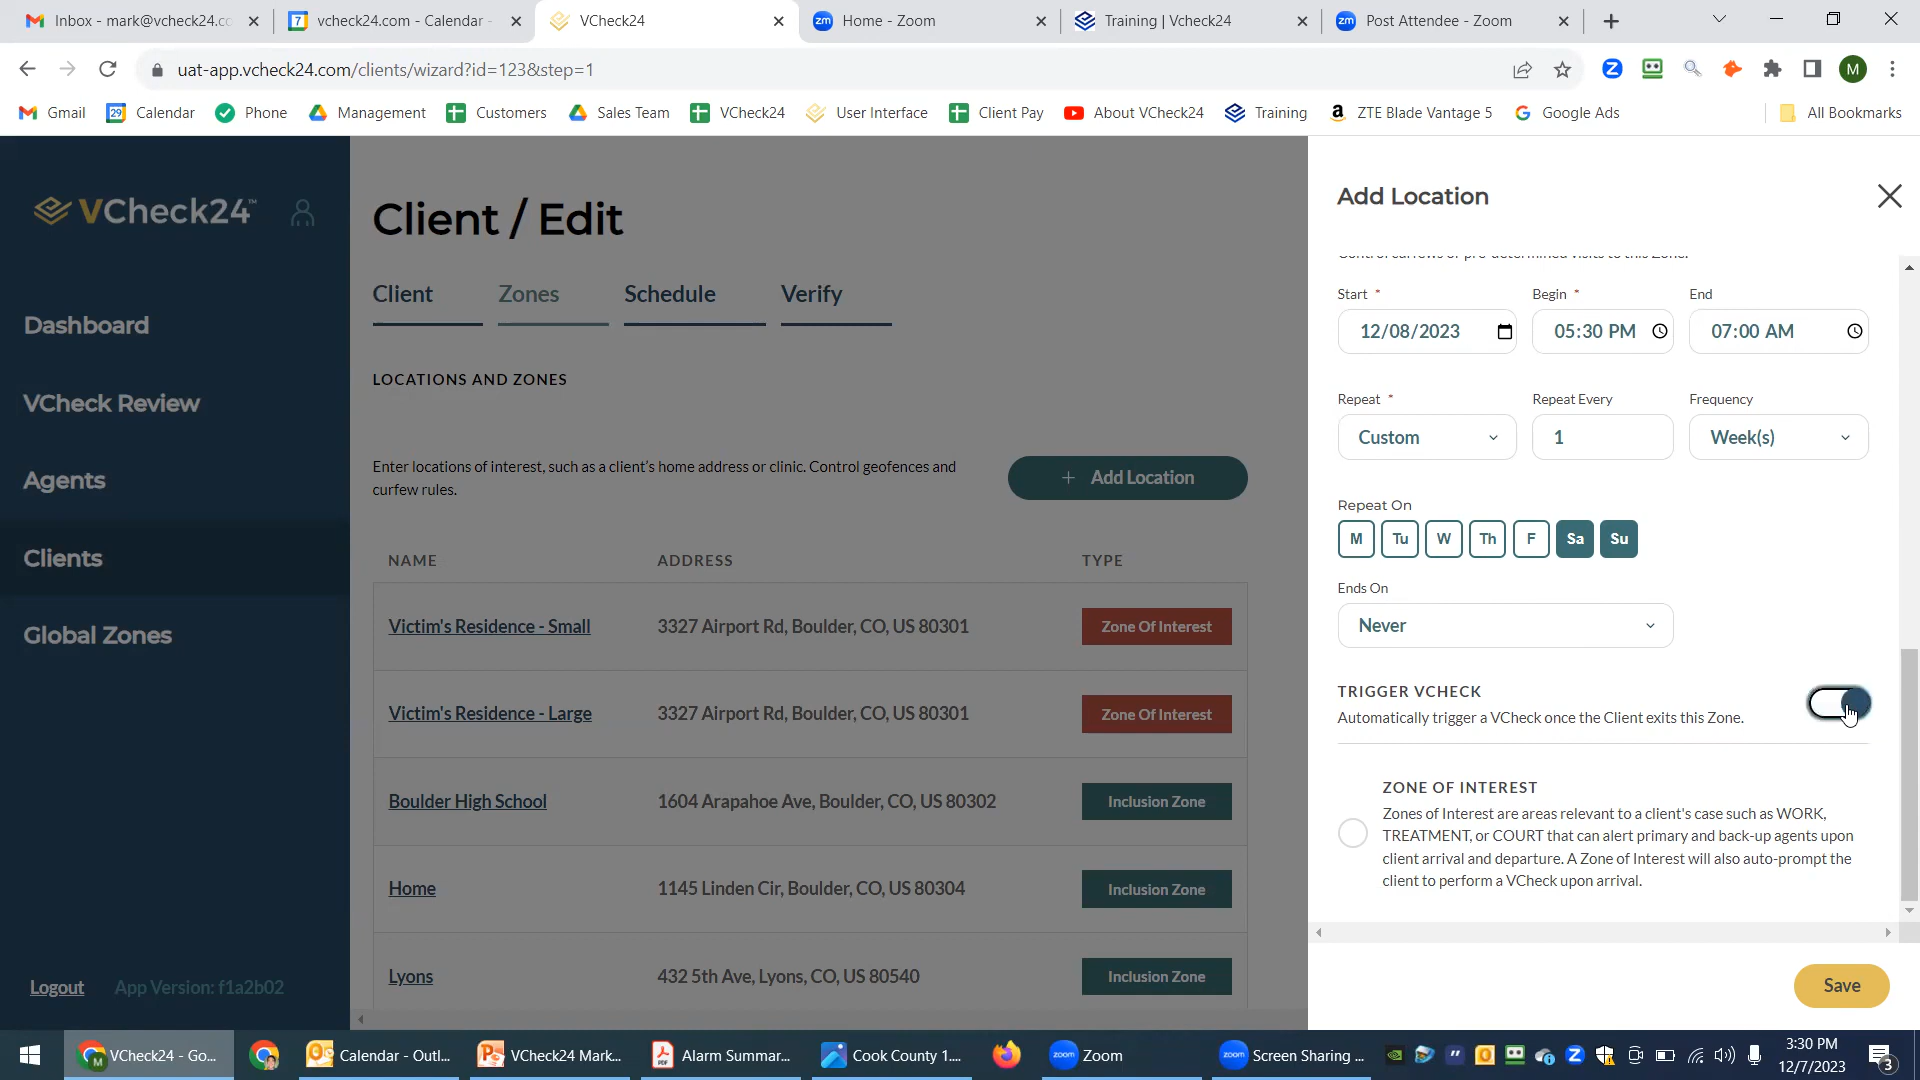 Inbox - mark@vcheck24.co
vcheck24.com - Calendar -
VCheck24
Home - Zoom
Training | Vcheck24
Post Attendee - Zoom
uat-app.vcheck24.com/clients/wizard?id=123&step=1
M
Gmail
Calendar
Phone
Management
Customers
Sales Team
VCheck24
User Interface
Client Pay
About VCheck24
Training
ZTE Blade Vantage 5
Google Ads
All Bookmarks
VCheck24™
Dashboard
VCheck Review
Agents
Clients
Global Zones
Logout
App Version: f1a2b02
Client / Edit
Client
Zones
Schedule
Verify
LOCATIONS AND ZONES
Enter locations of interest, such as a client's home address or clinic. Control geofences and
curfew rules.
+ Add Location
NAME
ADDRESS
TYPE
Victim's Residence - Small
3327 Airport Rd, Boulder, CO, US 80301
Zone Of Interest
Victim's Residence - Large
3327 Airport Rd, Boulder, CO, US 80301
Zone Of Interest
Boulder High School
1604 Arapahoe Ave, Boulder, CO, US 80302
Inclusion Zone
Home
1145 Linden Cir, Boulder, CO, US 80304
Inclusion Zone
Lyons
432 5th Ave, Lyons, CO, US 80540
Inclusion Zone
Add Location
Control curfews or pre-determined visits to this Zone.
Start *
Begin *
End
12/08/2023
05:30 PM
07:00 AM
Repeat *
Repeat Every
Frequency
Custom
1
Week(s)
Repeat On
M
Tu
W
Th
F
Sa
Su
Ends On
Never
TRIGGER VCHECK
Automatically trigger a VCheck once the Client exits this Zone.
ZONE OF INTEREST
Zones of Interest are areas relevant to a client's case such as WORK,
TREATMENT, or COURT that can alert primary and back-up agents upon
client arrival and departure. A Zone of Interest will also auto-prompt the
client to perform a VCheck upon arrival.
Save
VCheck24 - Go...
Calendar - Outl...
VCheck24 Mark...
Alarm Summar...
Cook County 1....
Zoom
Screen Sharing ...
3:30 PM
12/7/2023
3